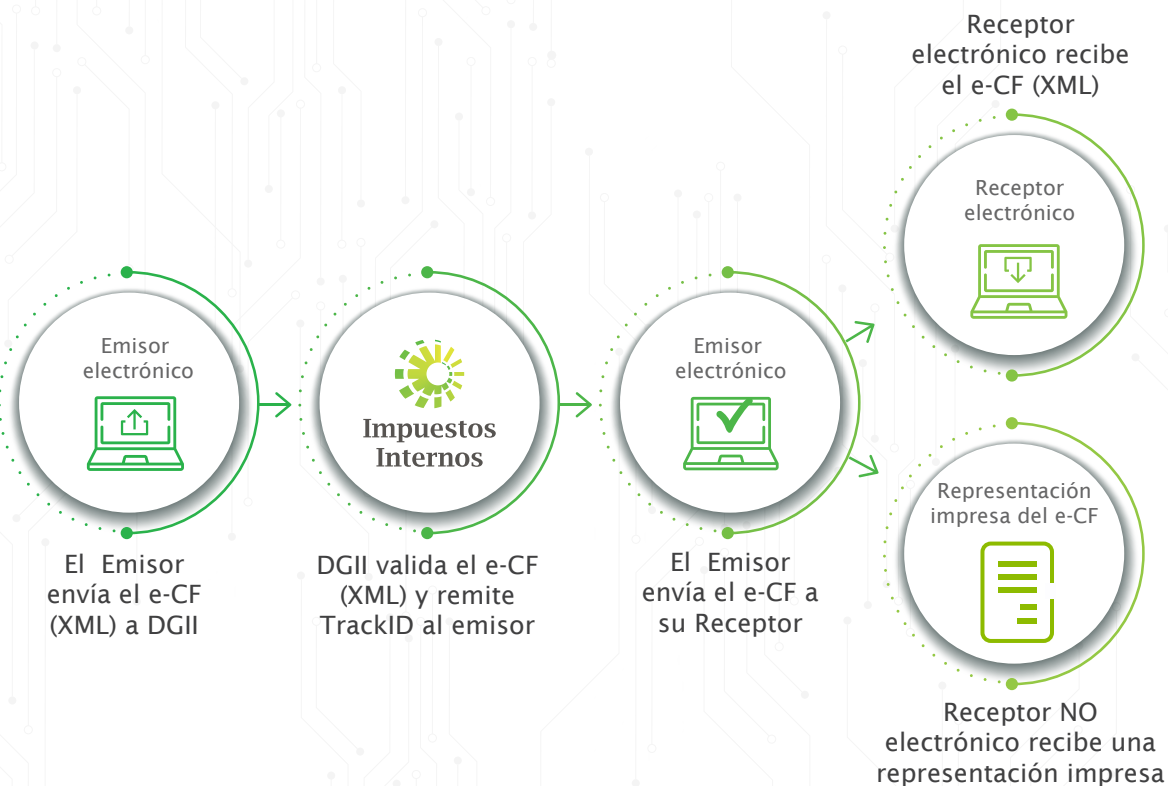 Emisor
electrónico
El Emisor
envía el e-CF
(XML) a DGII
Impuestos
Internos
DGII valida el e-CF
(XML) y remite
TrackID al emisor
Emisor
electrónico
El Emisor
envía el e-CF a
su Receptor
Receptor
electrónico recibe
el e-CF (XML)
Receptor
electrónico
Representación
impresa del e-CF
Receptor NO
electrónico recibe una
representación impresa